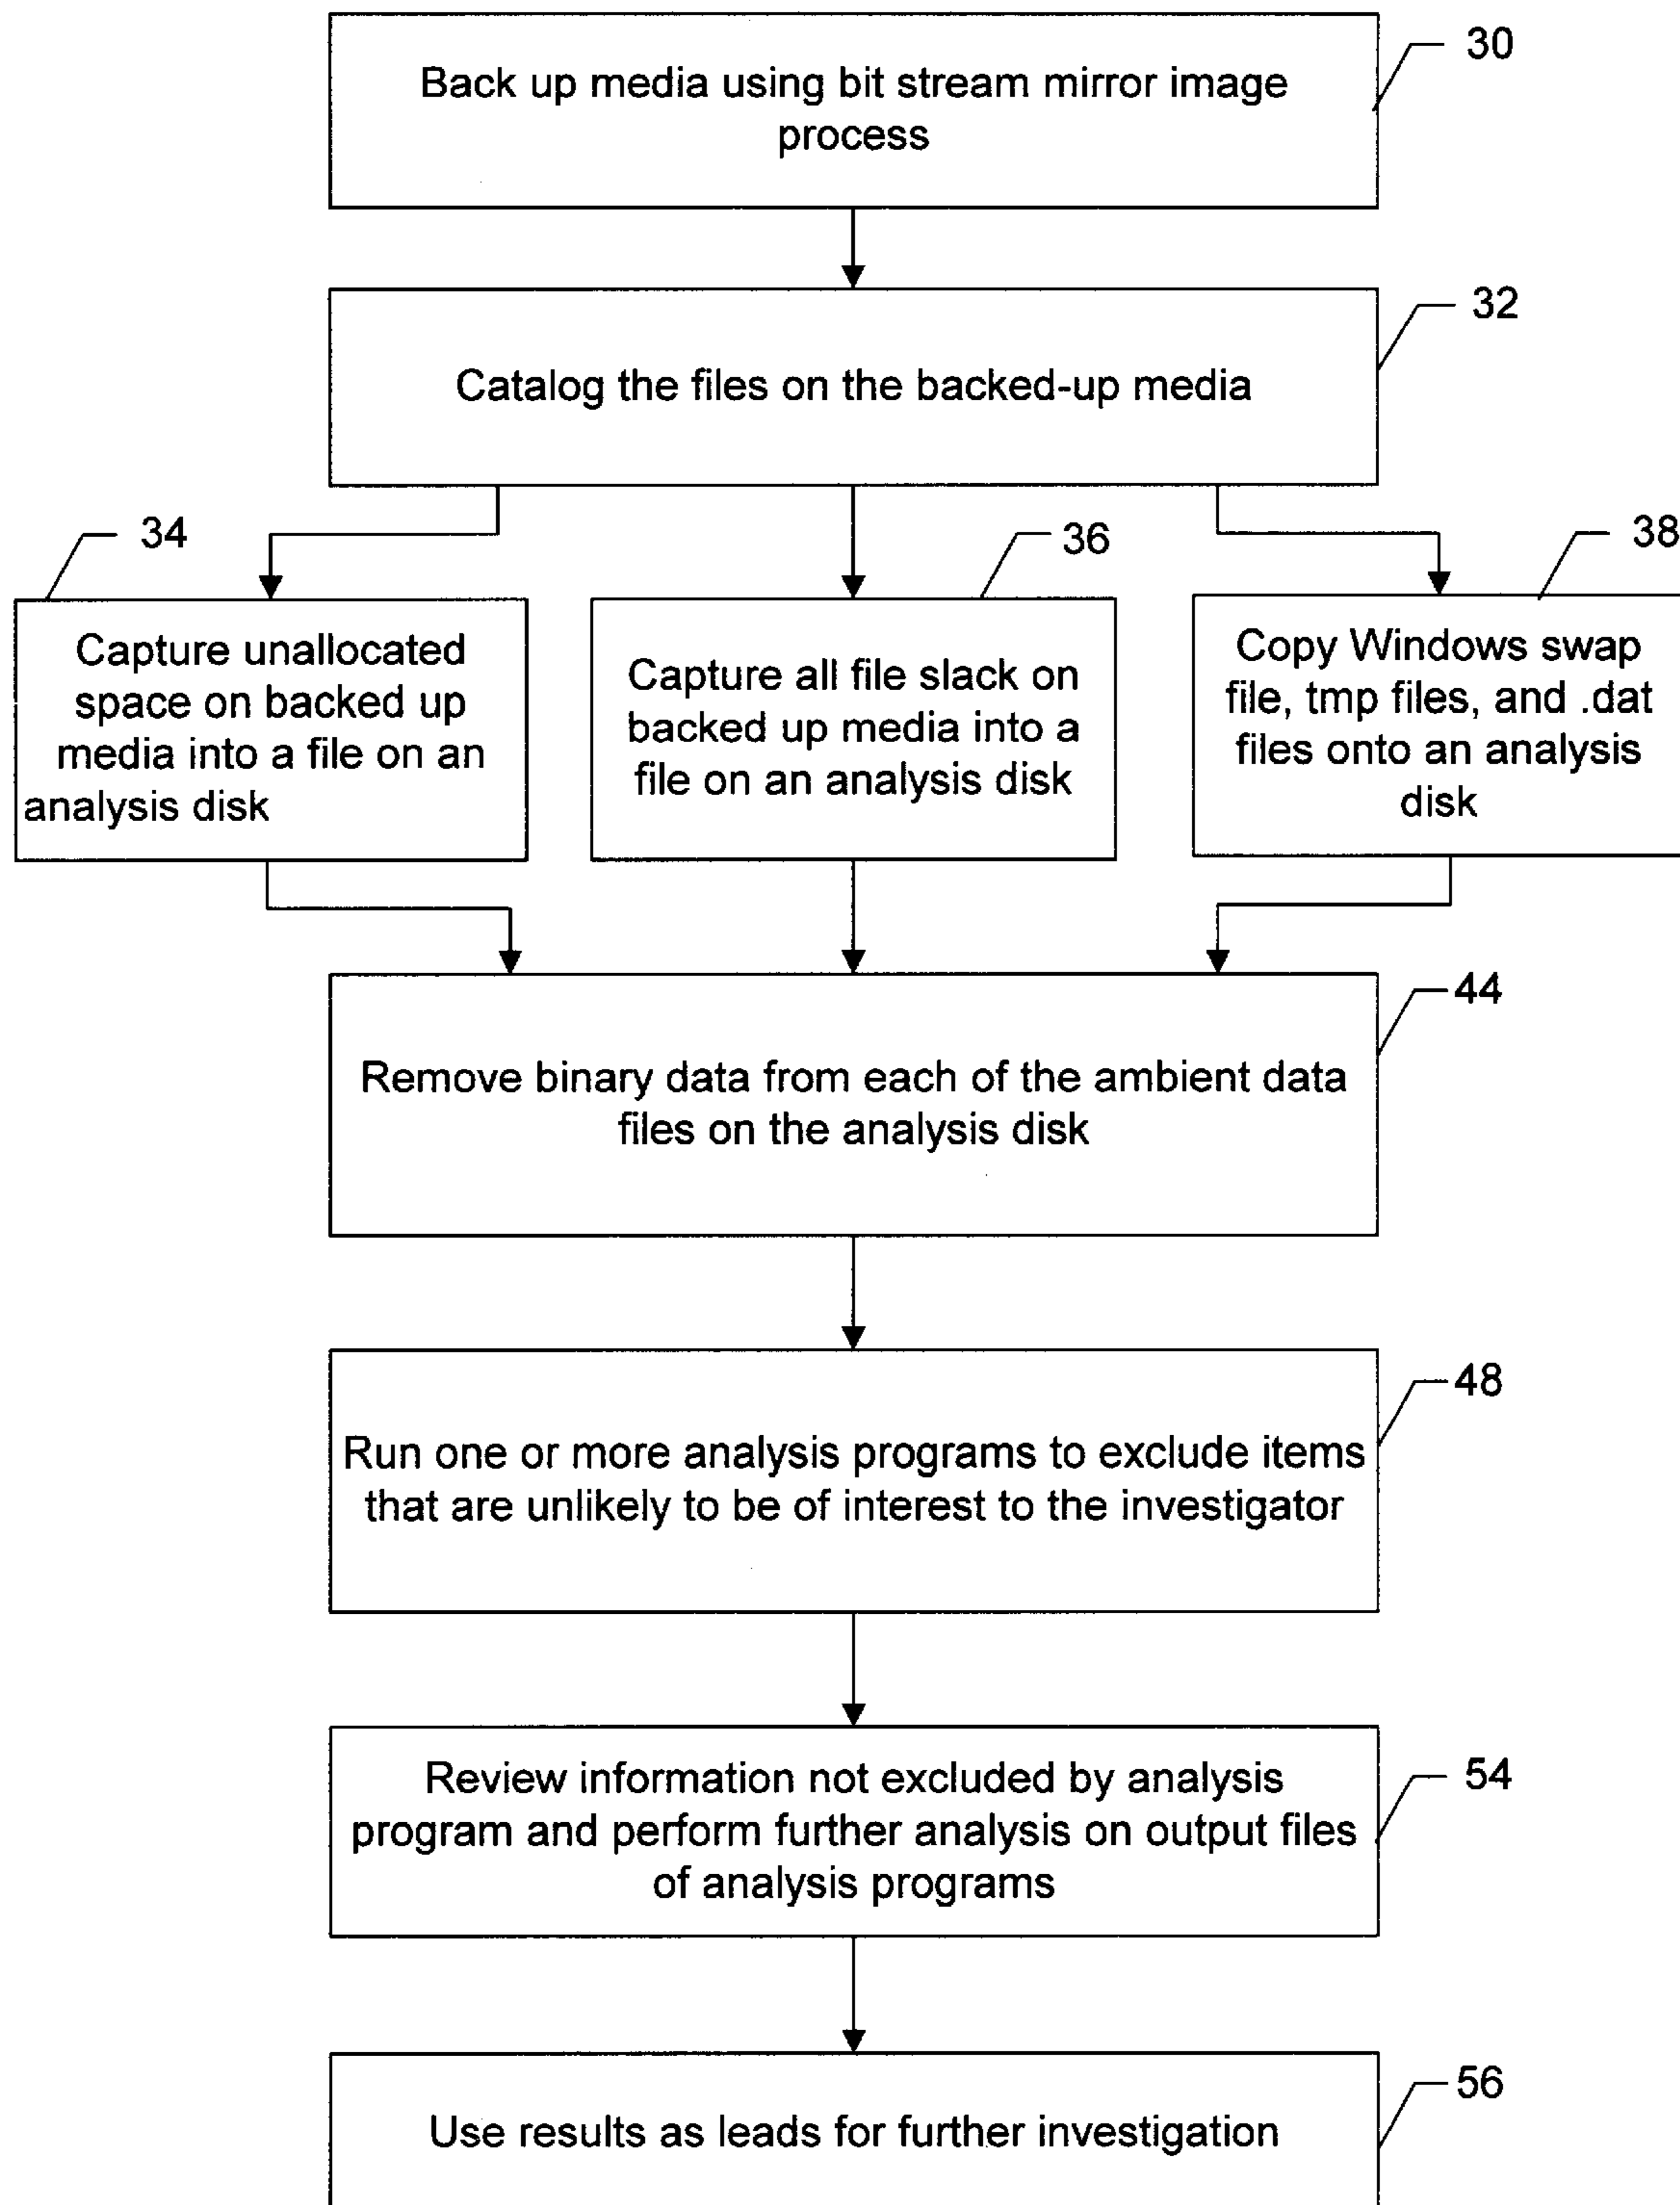 30
Back up media using bit stream mirror image
process
32
Catalog the files on the backed-up media
34
36
38
Capture unallocated
space on backed up
media into a file on an
analysis disk
Capture all file slack on
backed up media into a
file on an analysis disk
Copy Windows swap
file, tmp files, and .dat
files onto an analysis
disk
44
Remove binary data from each of the ambient data
files on the analysis disk
48
Run one or more analysis programs to exclude items
that are unlikely to be of interest to the investigator
54
Review information not excluded by analysis
program and perform further analysis on output files
of analysis programs
56
Use results as leads for further investigation